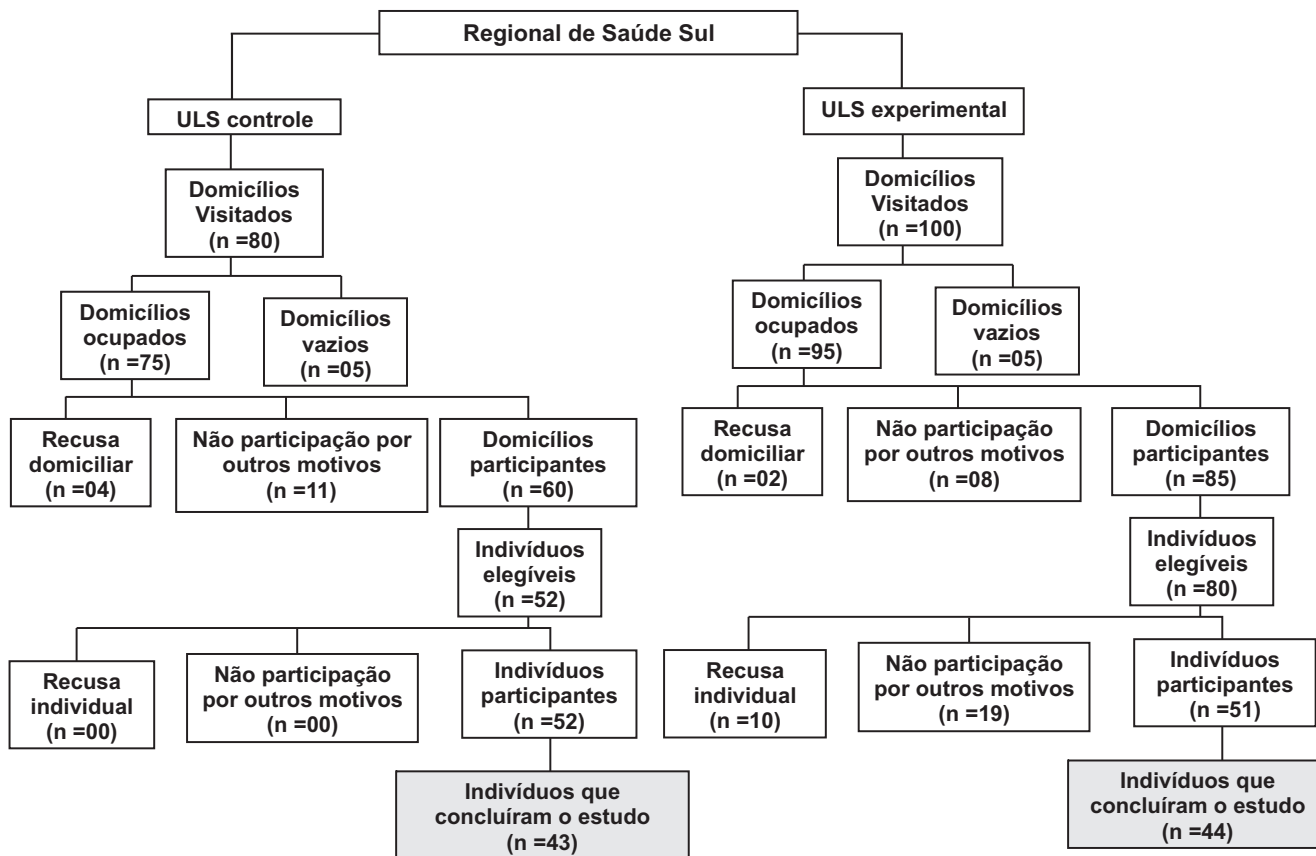 Regional de Saúde Sul
ULS controle
ULS experimental
Domicílios
Visitados
(n =80)
Domicílios
Visitados
(n =100)
Domicílios
ocupados
(n =75)
Domicílios
vazios
(n =05)
Domicílios
ocupados
(n =95)
Domicílios
vazios
(n =05)
Recusa
domiciliar
(n =04)
Não participação por
outros motivos
(n =11)
Domicílios
participantes
(n =60)
Recusa
domiciliar
(n =02)
Não participação
por outros motivos
(n =08)
Domicílios
participantes
(n =85)
Indivíduos
elegíveis
(n =52)
Indivíduos
elegíveis
(n =80)
Recusa
individual
(n =00)
Não participação
por outros motivos
(n =00)
Indivíduos
participantes
(n =52)
Recusa
individual
(n =10)
Não participação
por outros motivos
(n =19)
Indivíduos
participantes
(n =51)
Indivíduos que
concluíram o estudo
(n =43)
Indivíduos que
concluíram o estudo
(n =44)